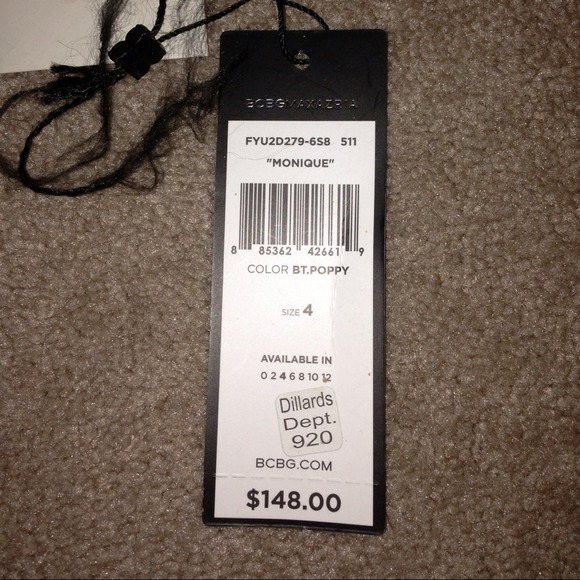 BCBGMAXAZRIA
FYU2D279-6S8 511
"MONIQUE"
8 85362 42661 9
COLOR BT.POPPY
SIZE 4
AVAILABLE IN
0 2 4 6 8 10 12
Dillards
Dept.
920
BCBG.COM
$148.00